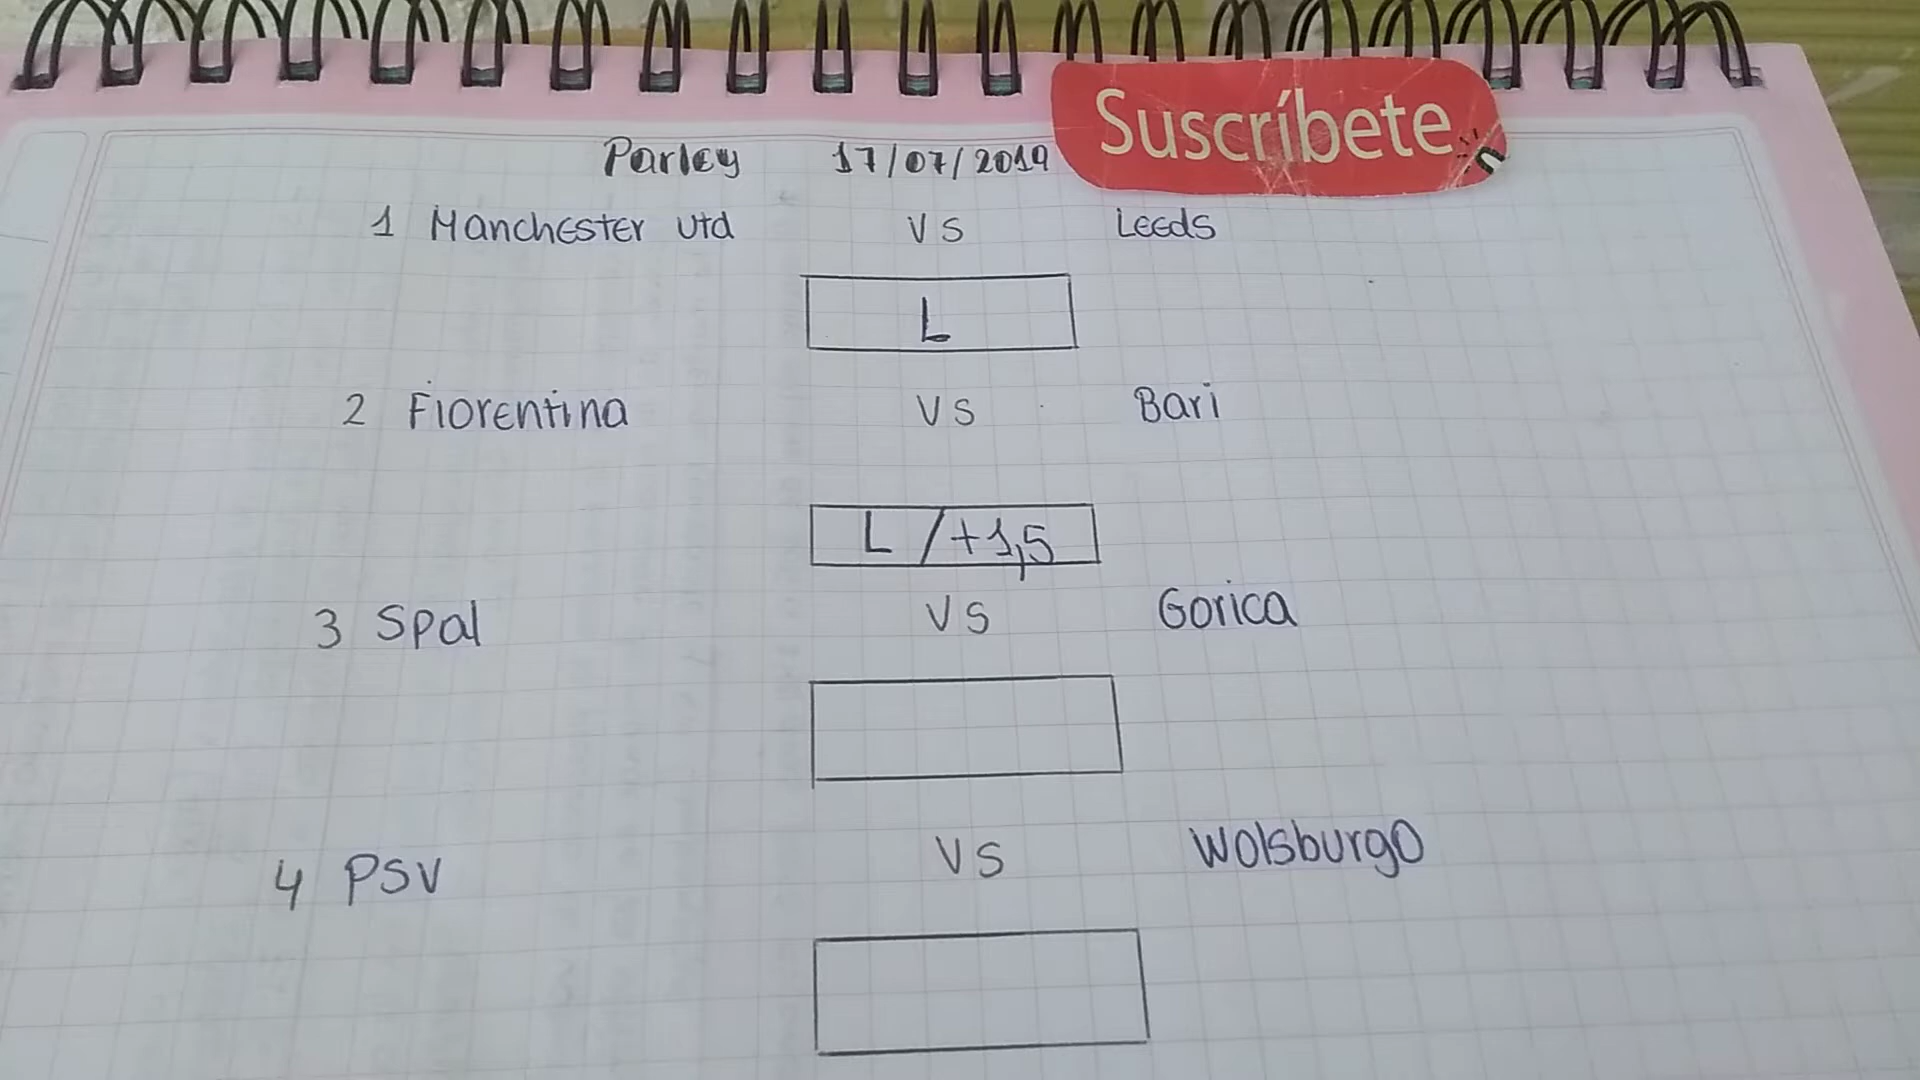 Parley 17/07/2019 Suscríbete
1 Manchester utd VS Leeds
L
2 Fiorentina VS Bari
L /+1,5
3 Spal VS Gorica
4 PSV VS Wolsburgo